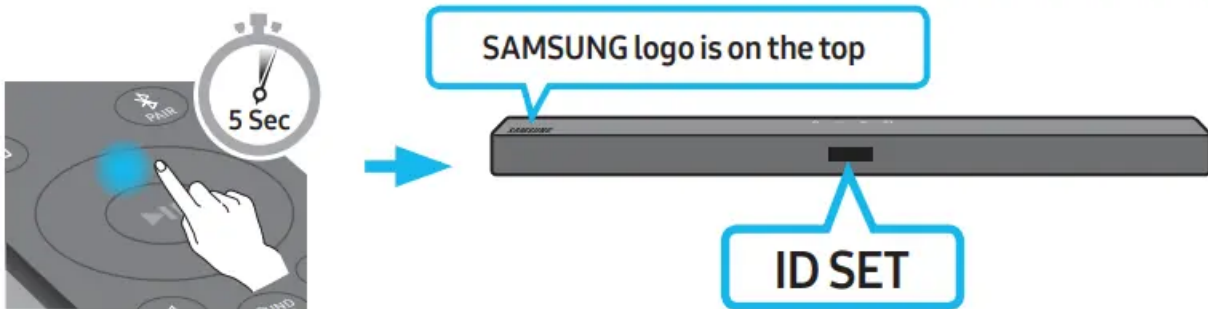 SAMSUNG logo is on the top
PAIR
5 Sec
SAMSUNG
ID SET